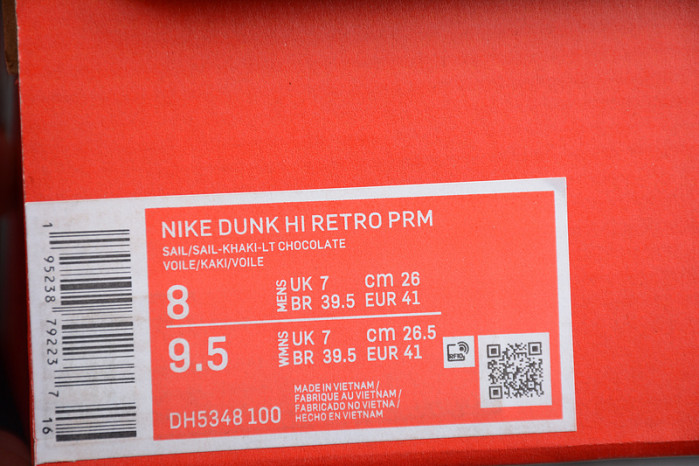 NIKE DUNK HI RETRO PRM
SAIL/SAIL-KHAKI-LT CHOCOLATE
VOILE/KAKI/VOILE
8 MENS UK 7 CM 26
BR 39.5 EUR 41
9.5 WMNS UK 7 CM 26.5
BR 39.5 EUR 41
RFID
MADE IN VIETNAM/
FABRIQUE AU VIETNAM/
FABRICADO NO VIETNA/
HECHO EN VIETNAM
DH5348 100
1 95238 79223 7 16